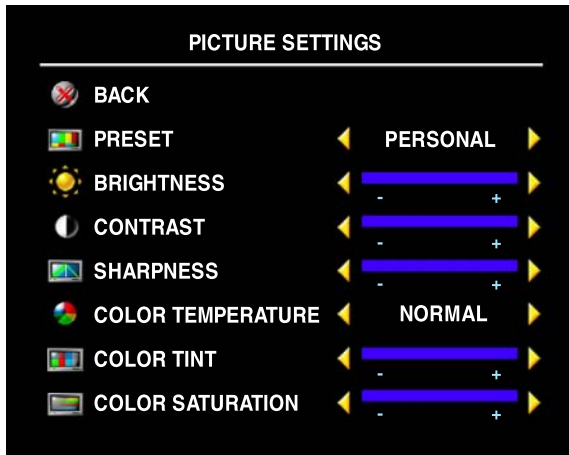 PICTURE SETTINGS
BACK
PRESET PERSONAL
BRIGHTNESS
- +
CONTRAST
- +
SHARPNESS
- +
COLOR TEMPERATURE NORMAL
COLOR TINT
- +
COLOR SATURATION
- +